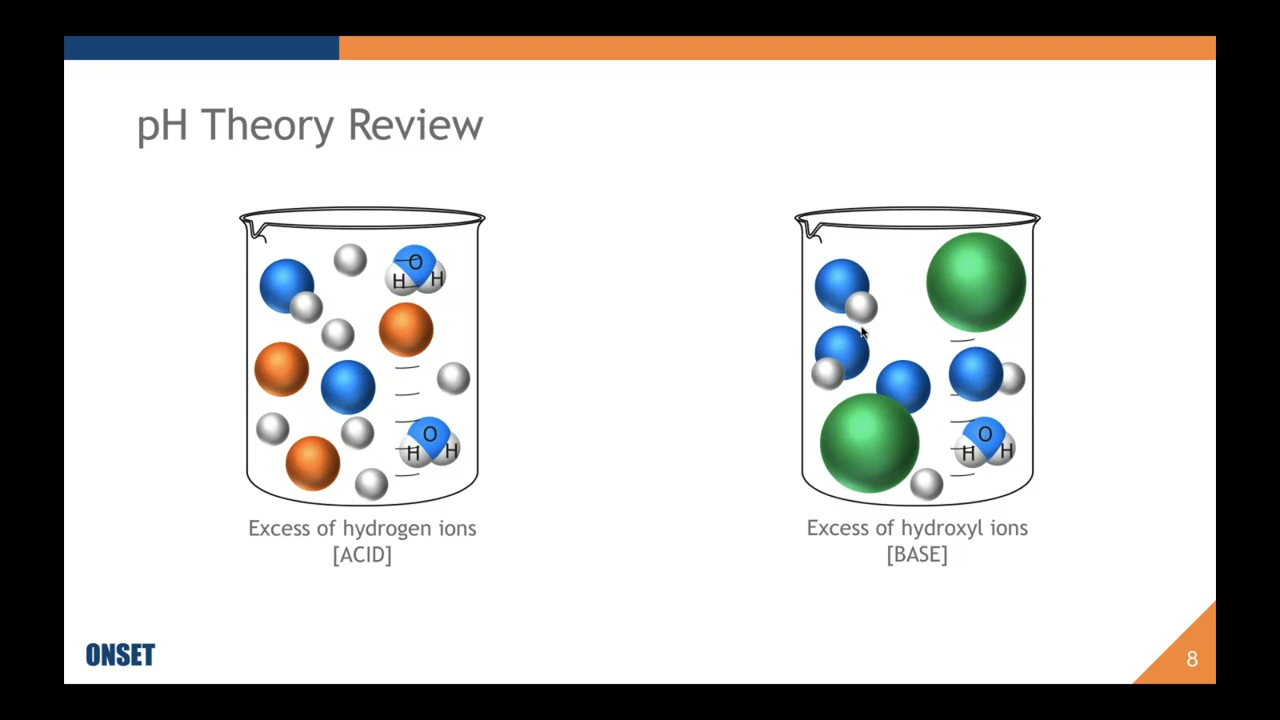 pH Theory Review
O
H H
O
H H
O
H H
Excess of hydrogen ions
[ACID]
Excess of hydroxyl ions
[BASE]
ONSET
8